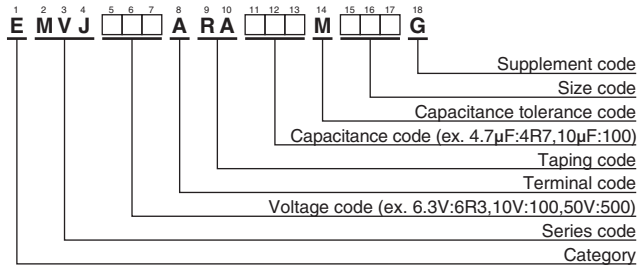 1 2 3 4 5 6 7 8 9 10 11 12 13 14 15 16 17 18
E M V J A R A M G
Supplement code
Size code
Capacitance tolerance code
Capacitance code (ex. 4.7μF:4R7,10μF:100)
Taping code
Terminal code
Voltage code (ex. 6.3V:6R3,10V:100,50V:500)
Series code
Category